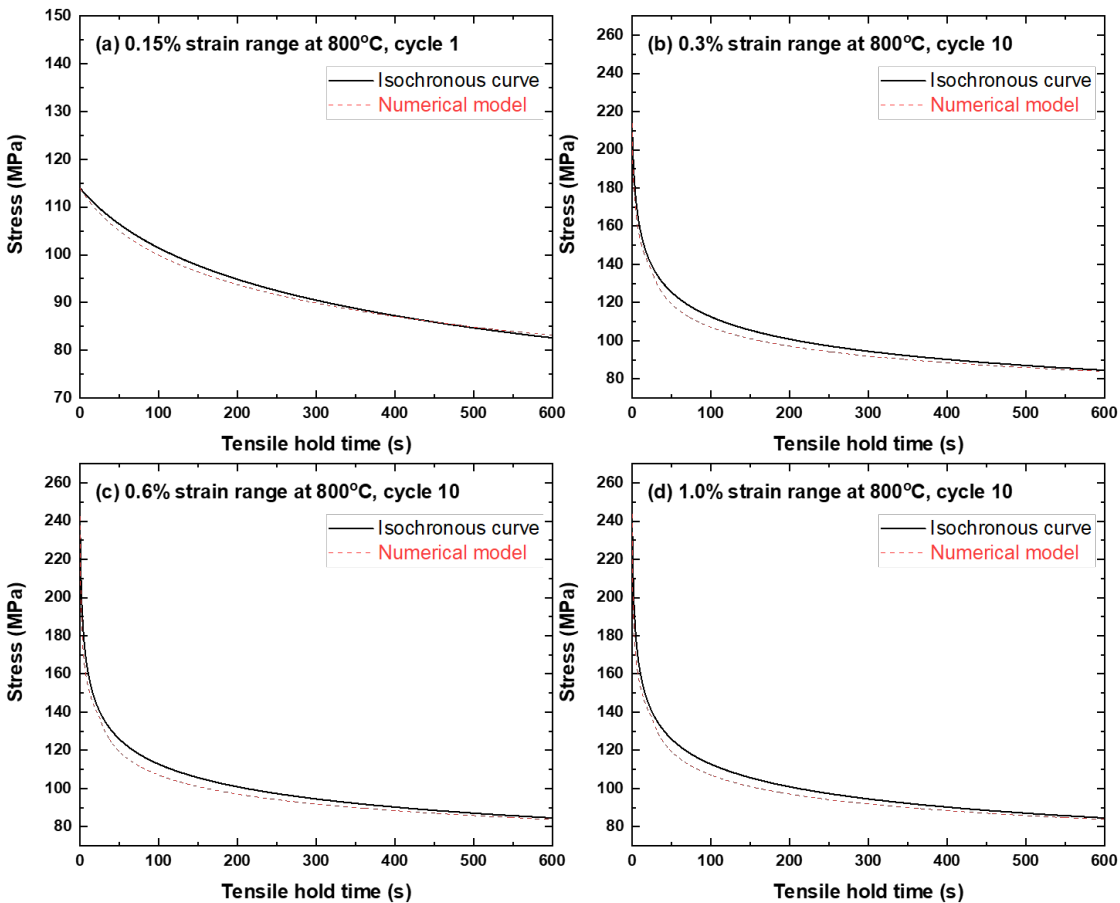 (a) 0.15% strain range at 800°C, cycle 1
Isochronous curve
Numerical model
150
140
130
120
110
100
90
80
70
Stress (MPa)
0 100 200 300 400 500 600
Tensile hold time (s)
(b) 0.3% strain range at 800°C, cycle 10
Isochronous curve
Numerical model
260
240
220
200
180
160
140
120
100
80
Stress (MPa)
0 100 200 300 400 500 600
Tensile hold time (s)
(c) 0.6% strain range at 800°C, cycle 10
Isochronous curve
Numerical model
260
240
220
200
180
160
140
120
100
80
Stress (MPa)
0 100 200 300 400 500 600
Tensile hold time (s)
(d) 1.0% strain range at 800°C, cycle 10
Isochronous curve
Numerical model
260
240
220
200
180
160
140
120
100
80
Stress (MPa)
0 100 200 300 400 500 600
Tensile hold time (s)